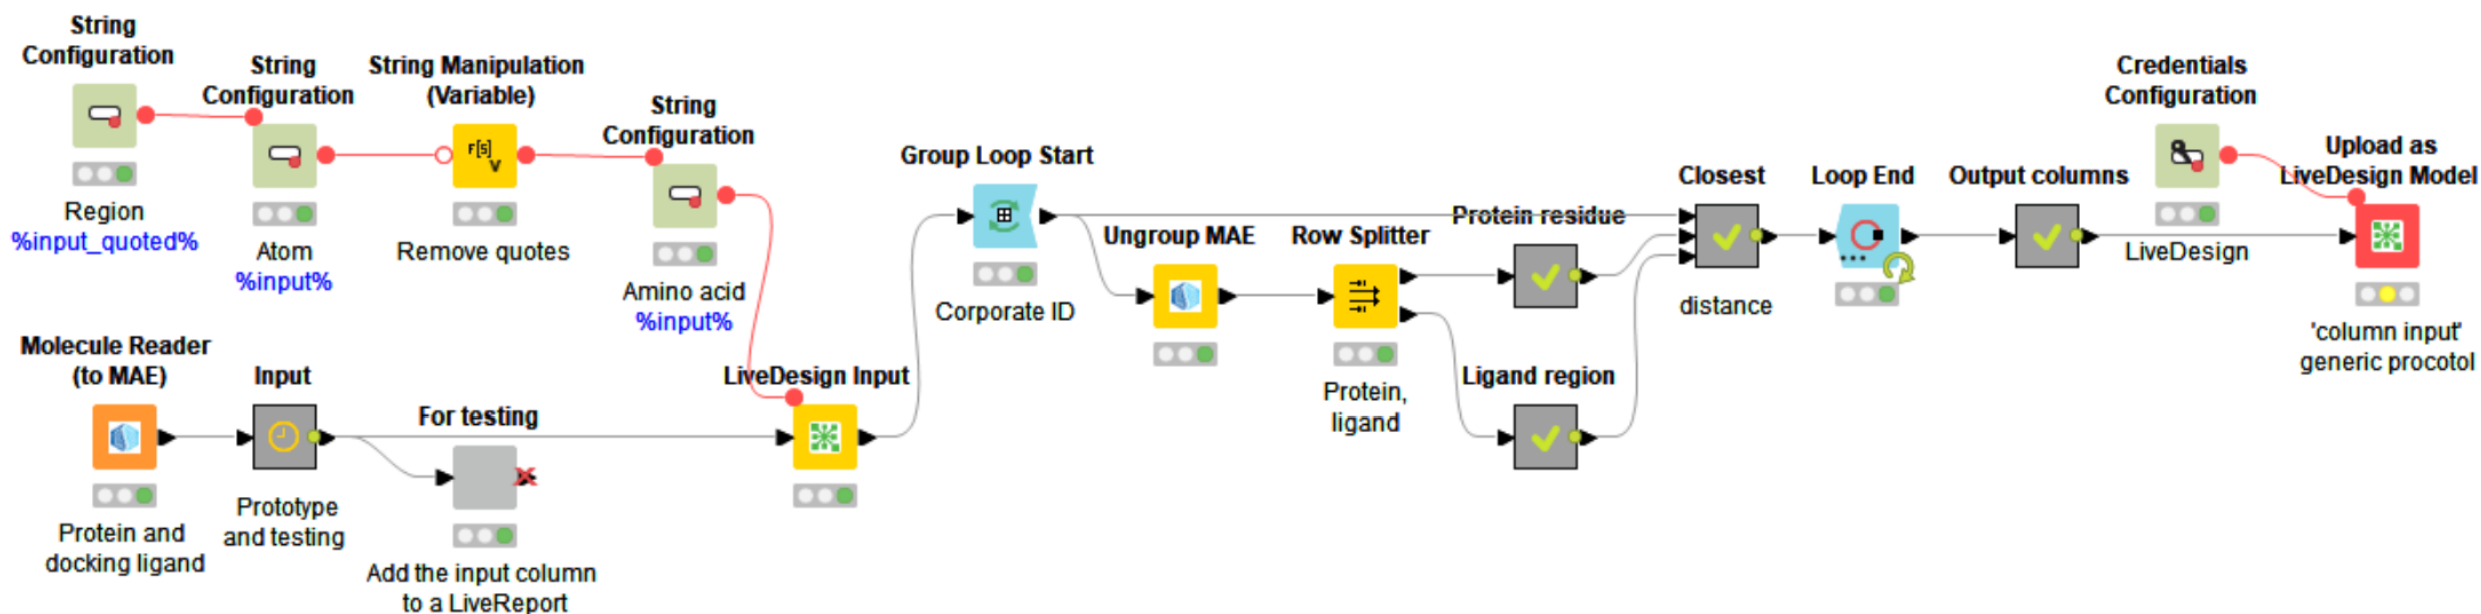 String
Configuration
Region
%input_quoted%
String
Configuration
Atom
%input%
String Manipulation
(Variable)
F[S]
V
Remove quotes
String
Configuration
Amino acid
%input%
Molecule Reader
(to MAE)
Protein and
docking ligand
Input
Prototype
and testing
For testing
Add the input column
to a LiveReport
LiveDesign Input
Group Loop Start
Corporate ID
Ungroup MAE
Row Splitter
Protein,
ligand
Protein residue
Ligand region
Closest
distance
Loop End
Output columns
Credentials
Configuration
LiveDesign
Upload as
LiveDesign Model
'column input'
generic procotol